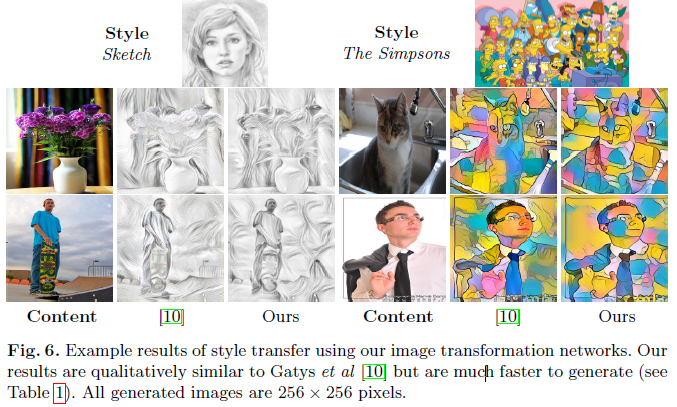 Style
Sketch
Style
The Simpsons
Content
[10]
Ours
Content
[10]
Ours
Fig. 6. Example results of style transfer using our image transformation networks. Our
results are qualitatively similar to Gatys et al [10] but are much faster to generate (see
Table 1). All generated images are 256 × 256 pixels.